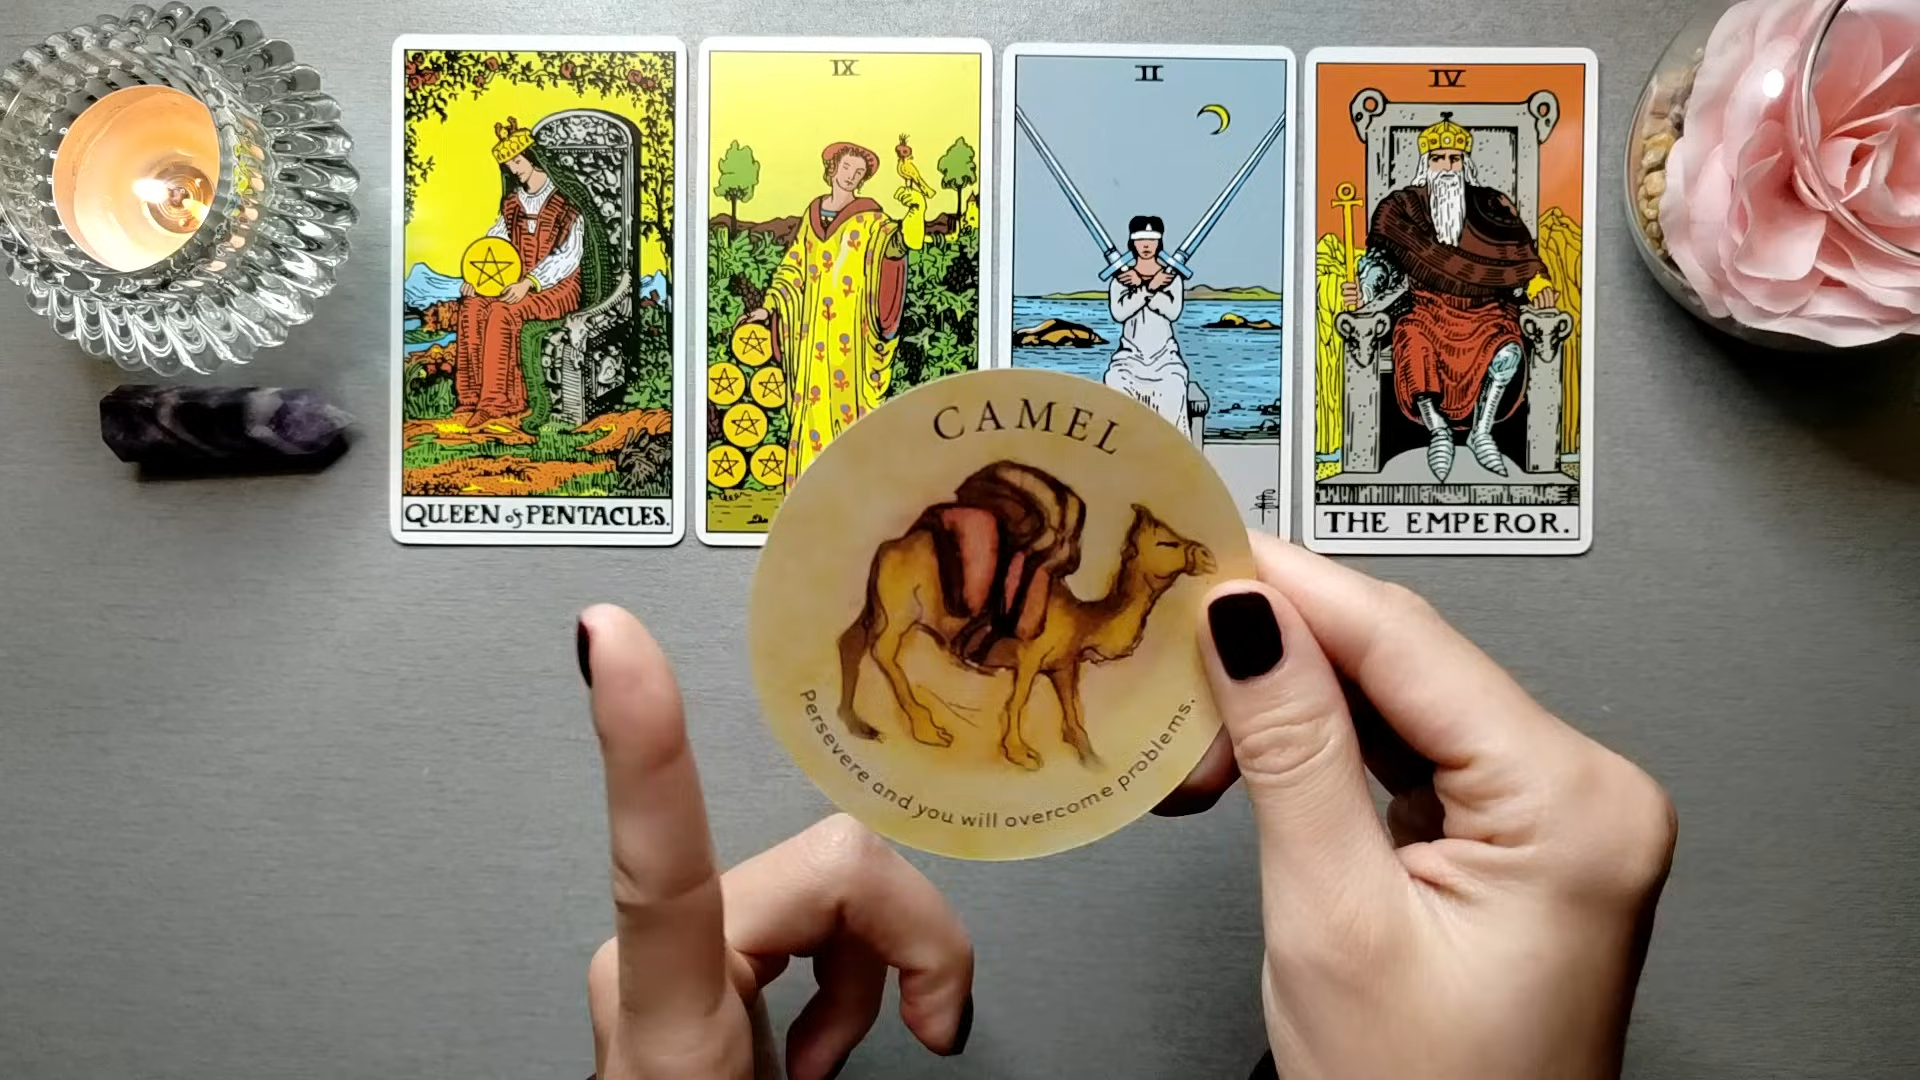 QUEEN of PENTACLES.
IX
II
IV
THE EMPEROR.
CAMEL
Persevere and you will overcome problems.